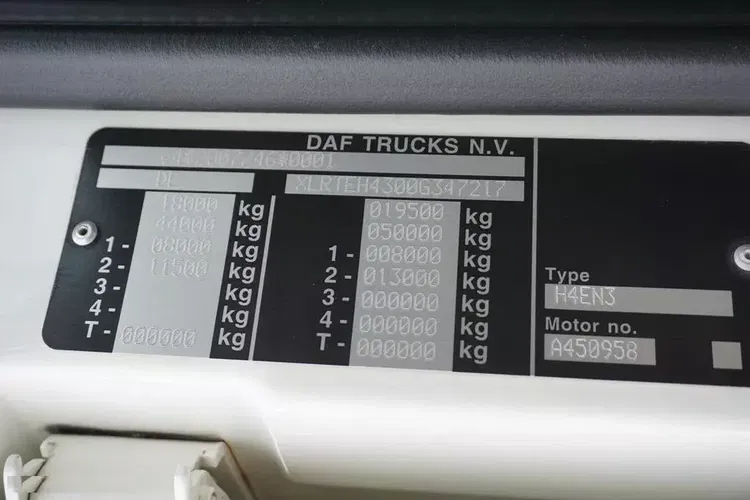 DAF TRUCKS N.V.
e4*2007/46*0001
DE XLRTEH4300G347217
18000 kg 019500 kg
44000 kg 050000 kg
1- 08000 kg 1- 008000 kg
2- 11500 kg 2- 013000 kg
3- kg 3- 000000 kg
4- kg 4- 000000 kg
T- 000000 kg T- 000000 kg
Type
H4EN3
Motor no.
A450958